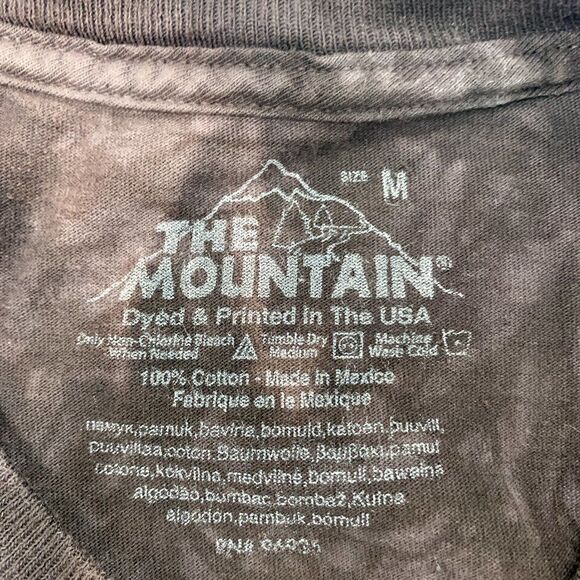 SIZE M
THE
MOUNTAIN®
Dyed & Printed In The USA
Only Non-Chlorine Bleach Tumble Dry Machine
When Needed Medium Wash Cold
100% Cotton - Made in Mexico
Fabrique en le Mexique
памук,pamuk,bavlna,bomuld,katoen,puuvill,
puuvillaa,coton,Baumwolle,βαμβάκι,pamut
cotone,kokvilna,medvilnė,bomull,bawełna
algodão,bumbac,bombaž,Kutna
algodon,pambuk,bomull
RN#